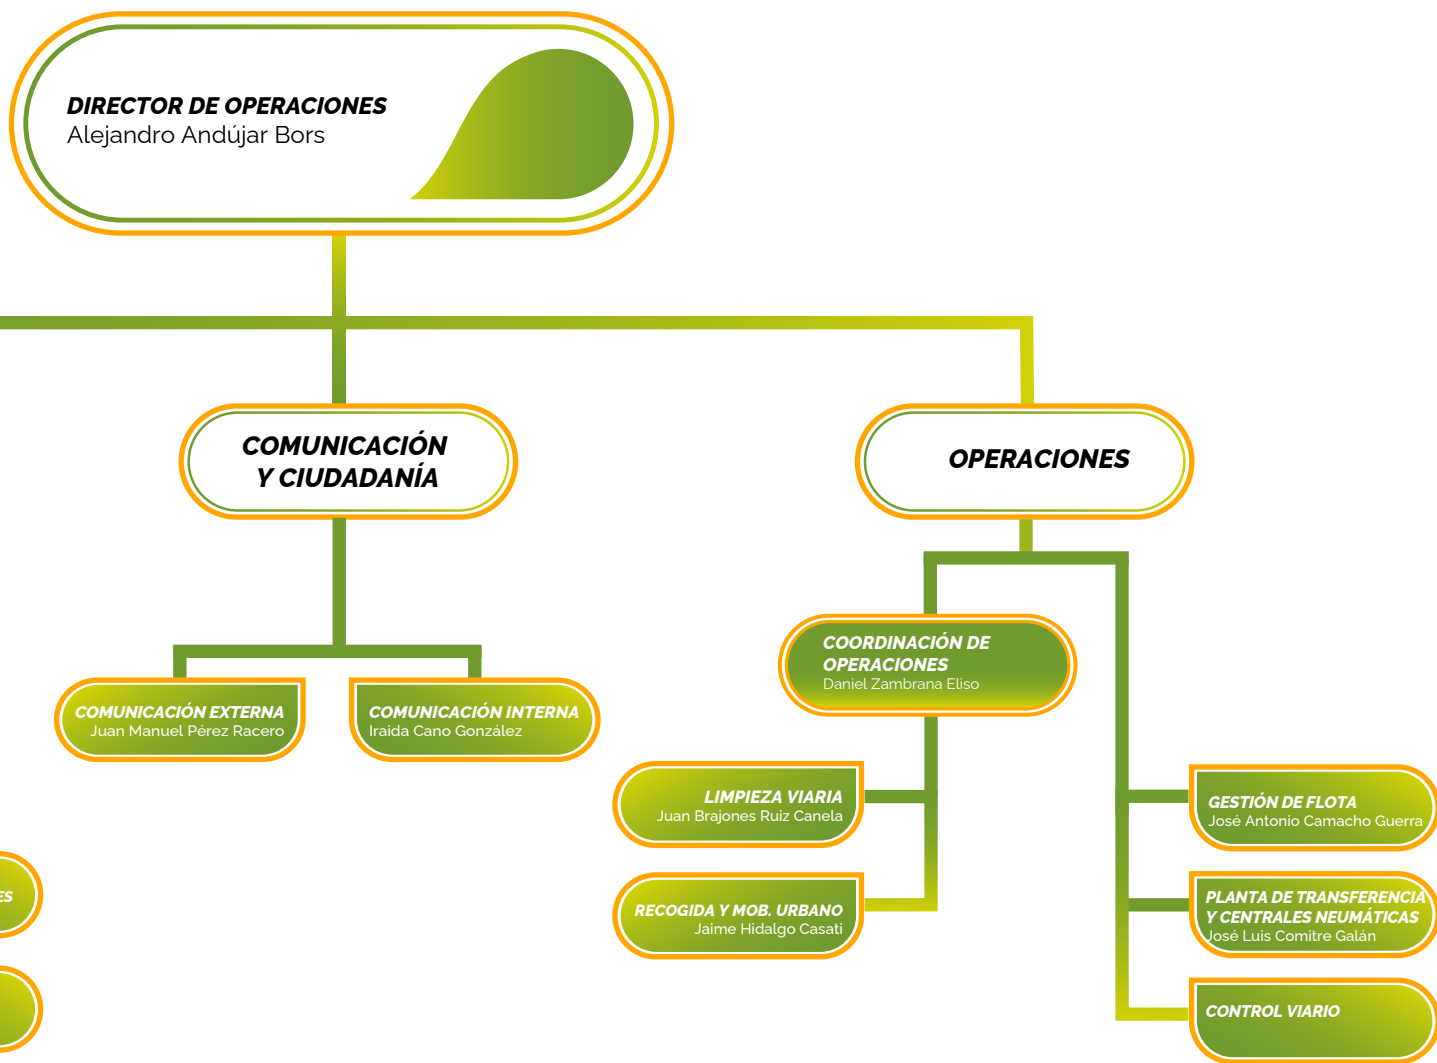 DIRECTOR DE OPERACIONES
Alejandro Andújar Bors
COMUNICACIÓN
Y CIUDADANÍA
OPERACIONES
COORDINACIÓN DE
OPERACIONES
Daniel Zambrana Eliso
COMUNICACIÓN EXTERNA
Juan Manuel Pérez Racero
COMUNICACIÓN INTERNA
Iraida Cano González
LIMPIEZA VIARIA
Juan Brajones Ruiz Canela
GESTIÓN DE FLOTA
José Antonio Camacho Guerra
RECOGIDA Y MOB. URBANO
Jaime Hidalgo Casati
PLANTA DE TRANSFERENCIA
Y CENTRALES NEUMÁTICAS
José Luis Comitre Galán
CONTROL VIARIO